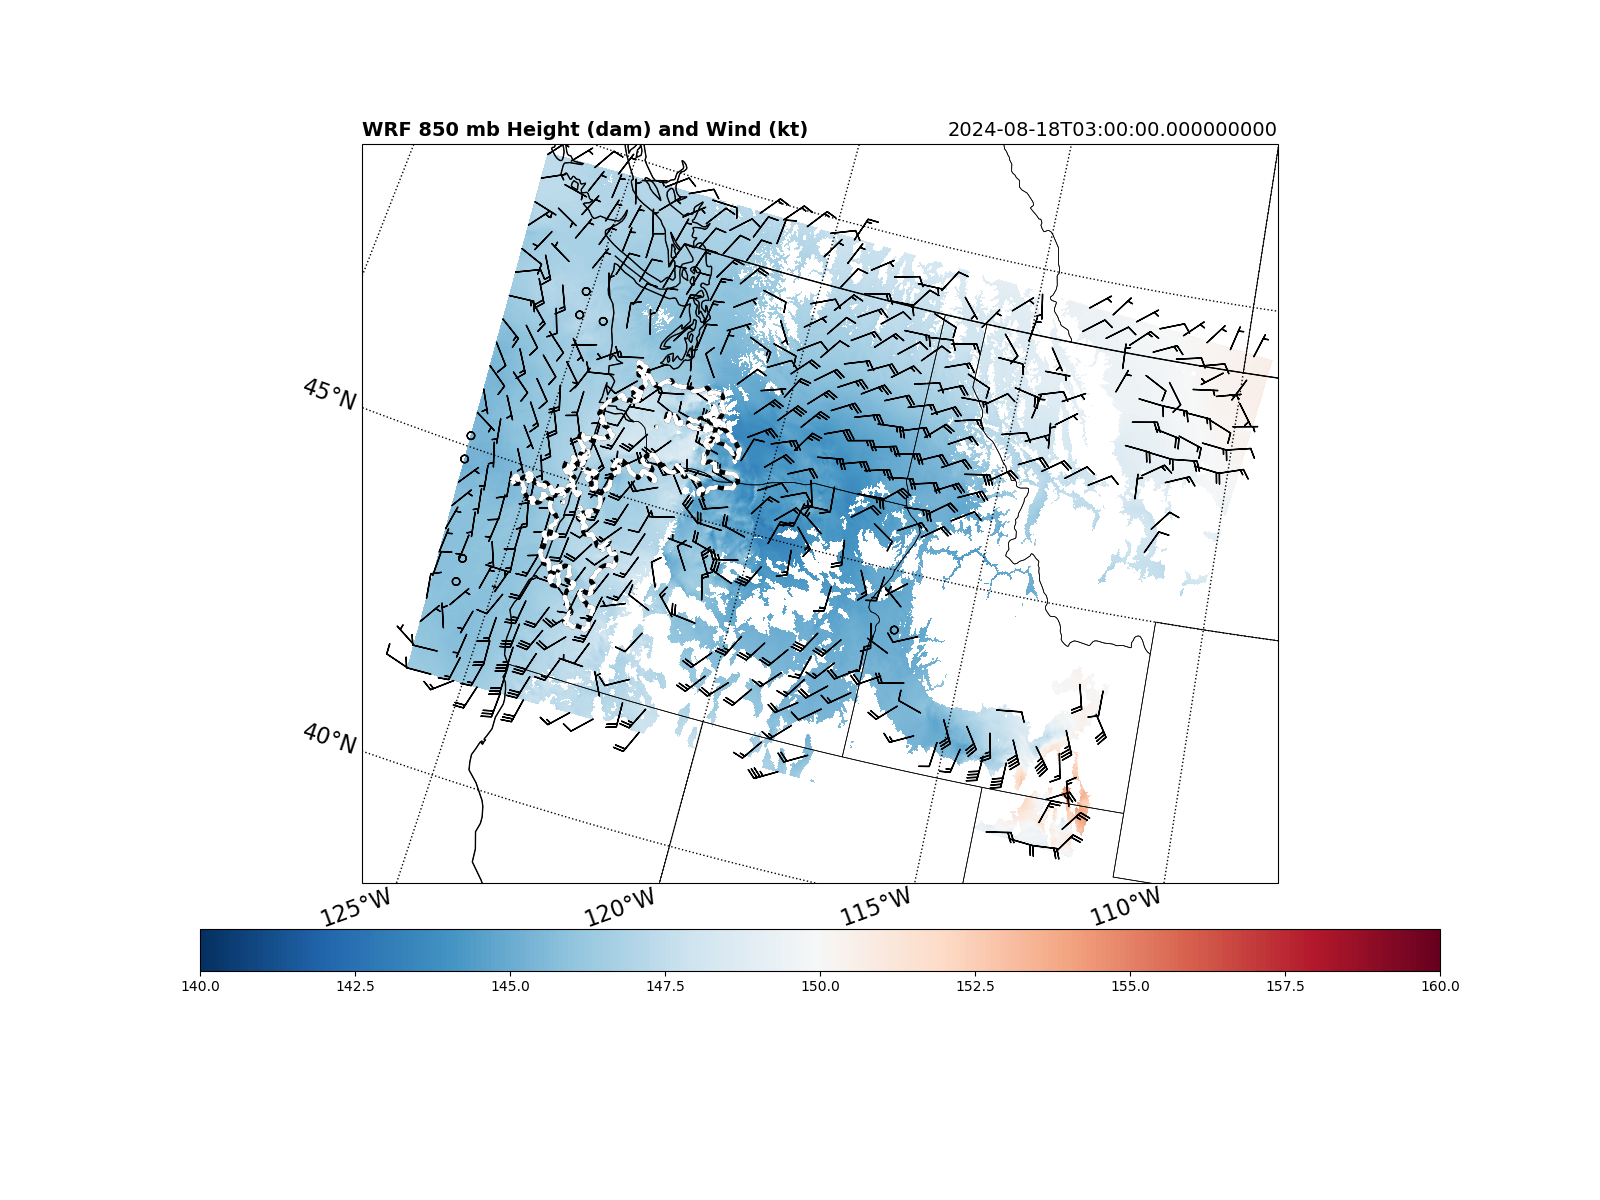 WRF 850 mb Height (dam) and Wind (kt)
2024-08-18T03:00:00.000000000
45°N
40°N
125°W
120°W
115°W
110°W
140.0
142.5
145.0
147.5
150.0
152.5
155.0
157.5
160.0